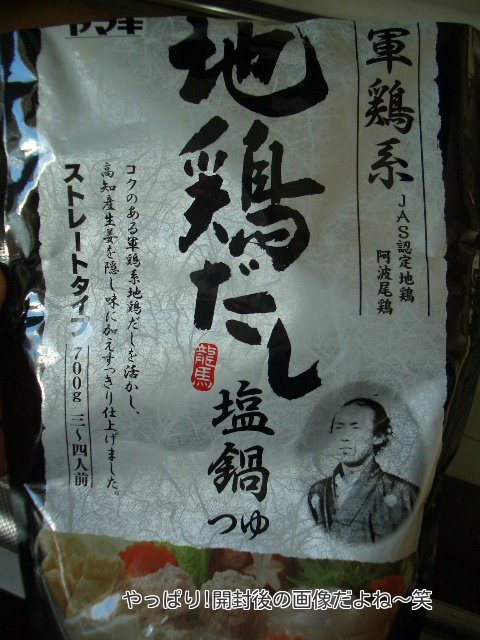 ヤマキ
軍鶏系
JAS認定地鶏
阿波尾鶏
地鶏だし
龍馬
塩鍋
つゆ
コクのある軍鶏系地鶏だしを活かし、
高知産生姜を隠し味に加えすっきり仕上げました。
ストレートタイプ 700g 三〜四人前
やっぱり!開封後の画像だよね〜笑